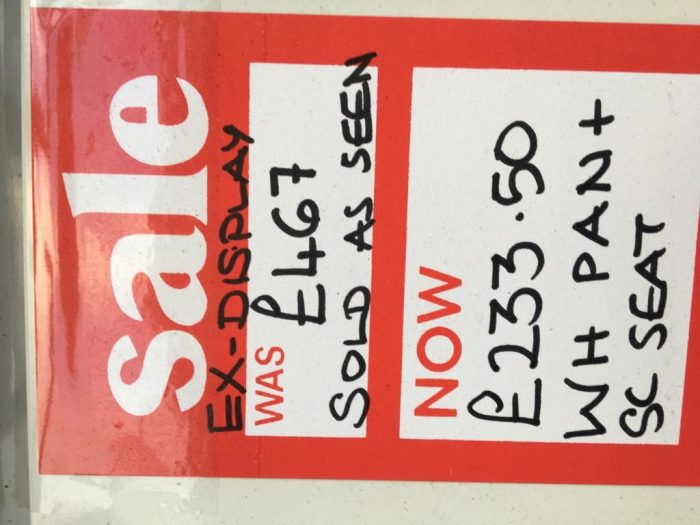 sale
EX-DISPLAY
WAS £467
SOLD AS SEEN
NOW
£233.50
WH PAN +
SC SEAT